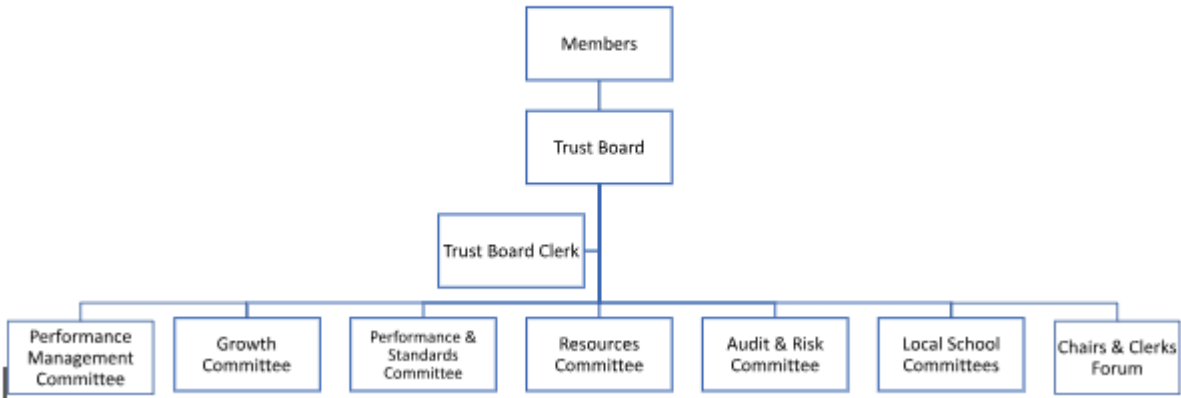 Members
Trust Board
Trust Board Clerk
Performance
Management
Committee
Growth
Committee
Performance &
Standards
Committee
Resources
Committee
Audit & Risk
Committee
Local School
Committees
Chairs & Clerks
Forum